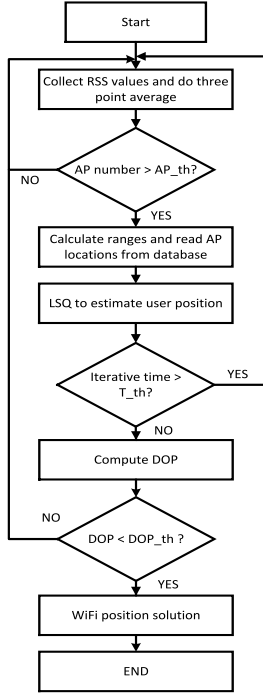 Start
Collect RSS values and do three
point average
AP number > AP_th?
NO
YES
Calculate ranges and read AP
locations from database
LSQ to estimate user position
Iterative time >
T_th?
YES
NO
Compute DOP
NO
DOP < DOP_th ?
YES
WiFi position solution
END